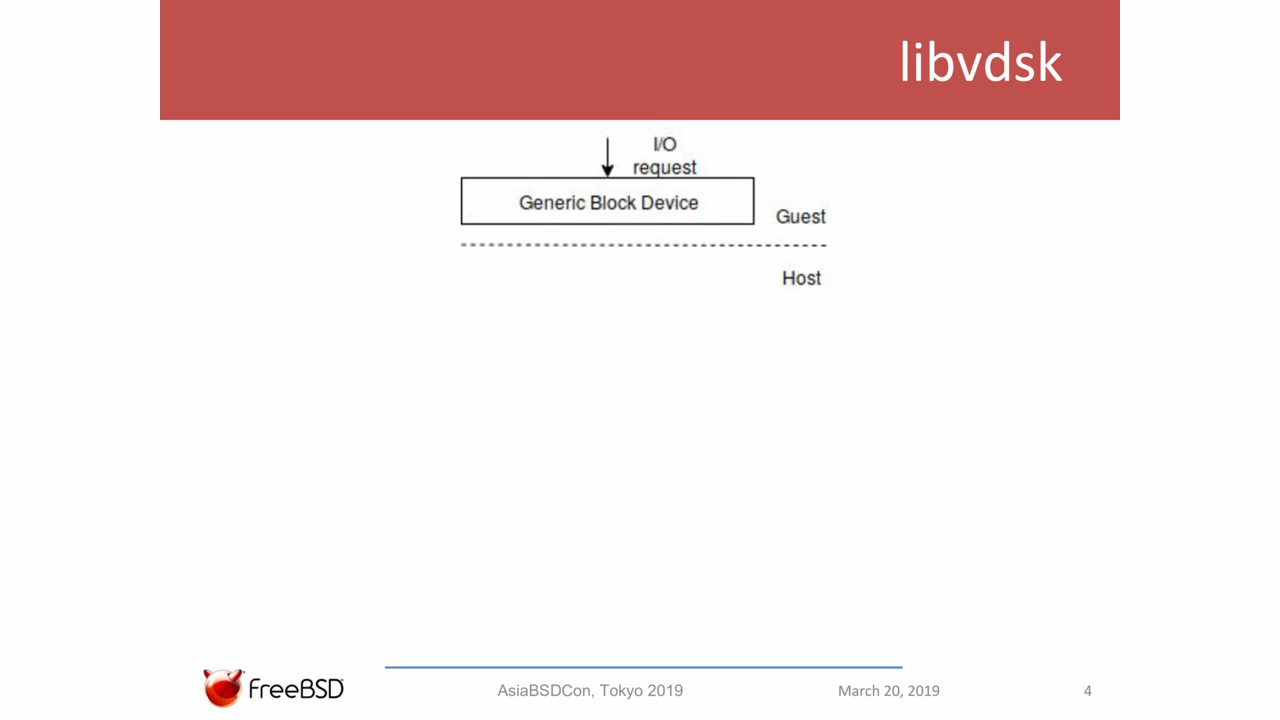 libvdsk
I/O
request
Generic Block Device
Guest
Host
FreeBSD
AsiaBSDCon, Tokyo 2019
March 20, 2019
4